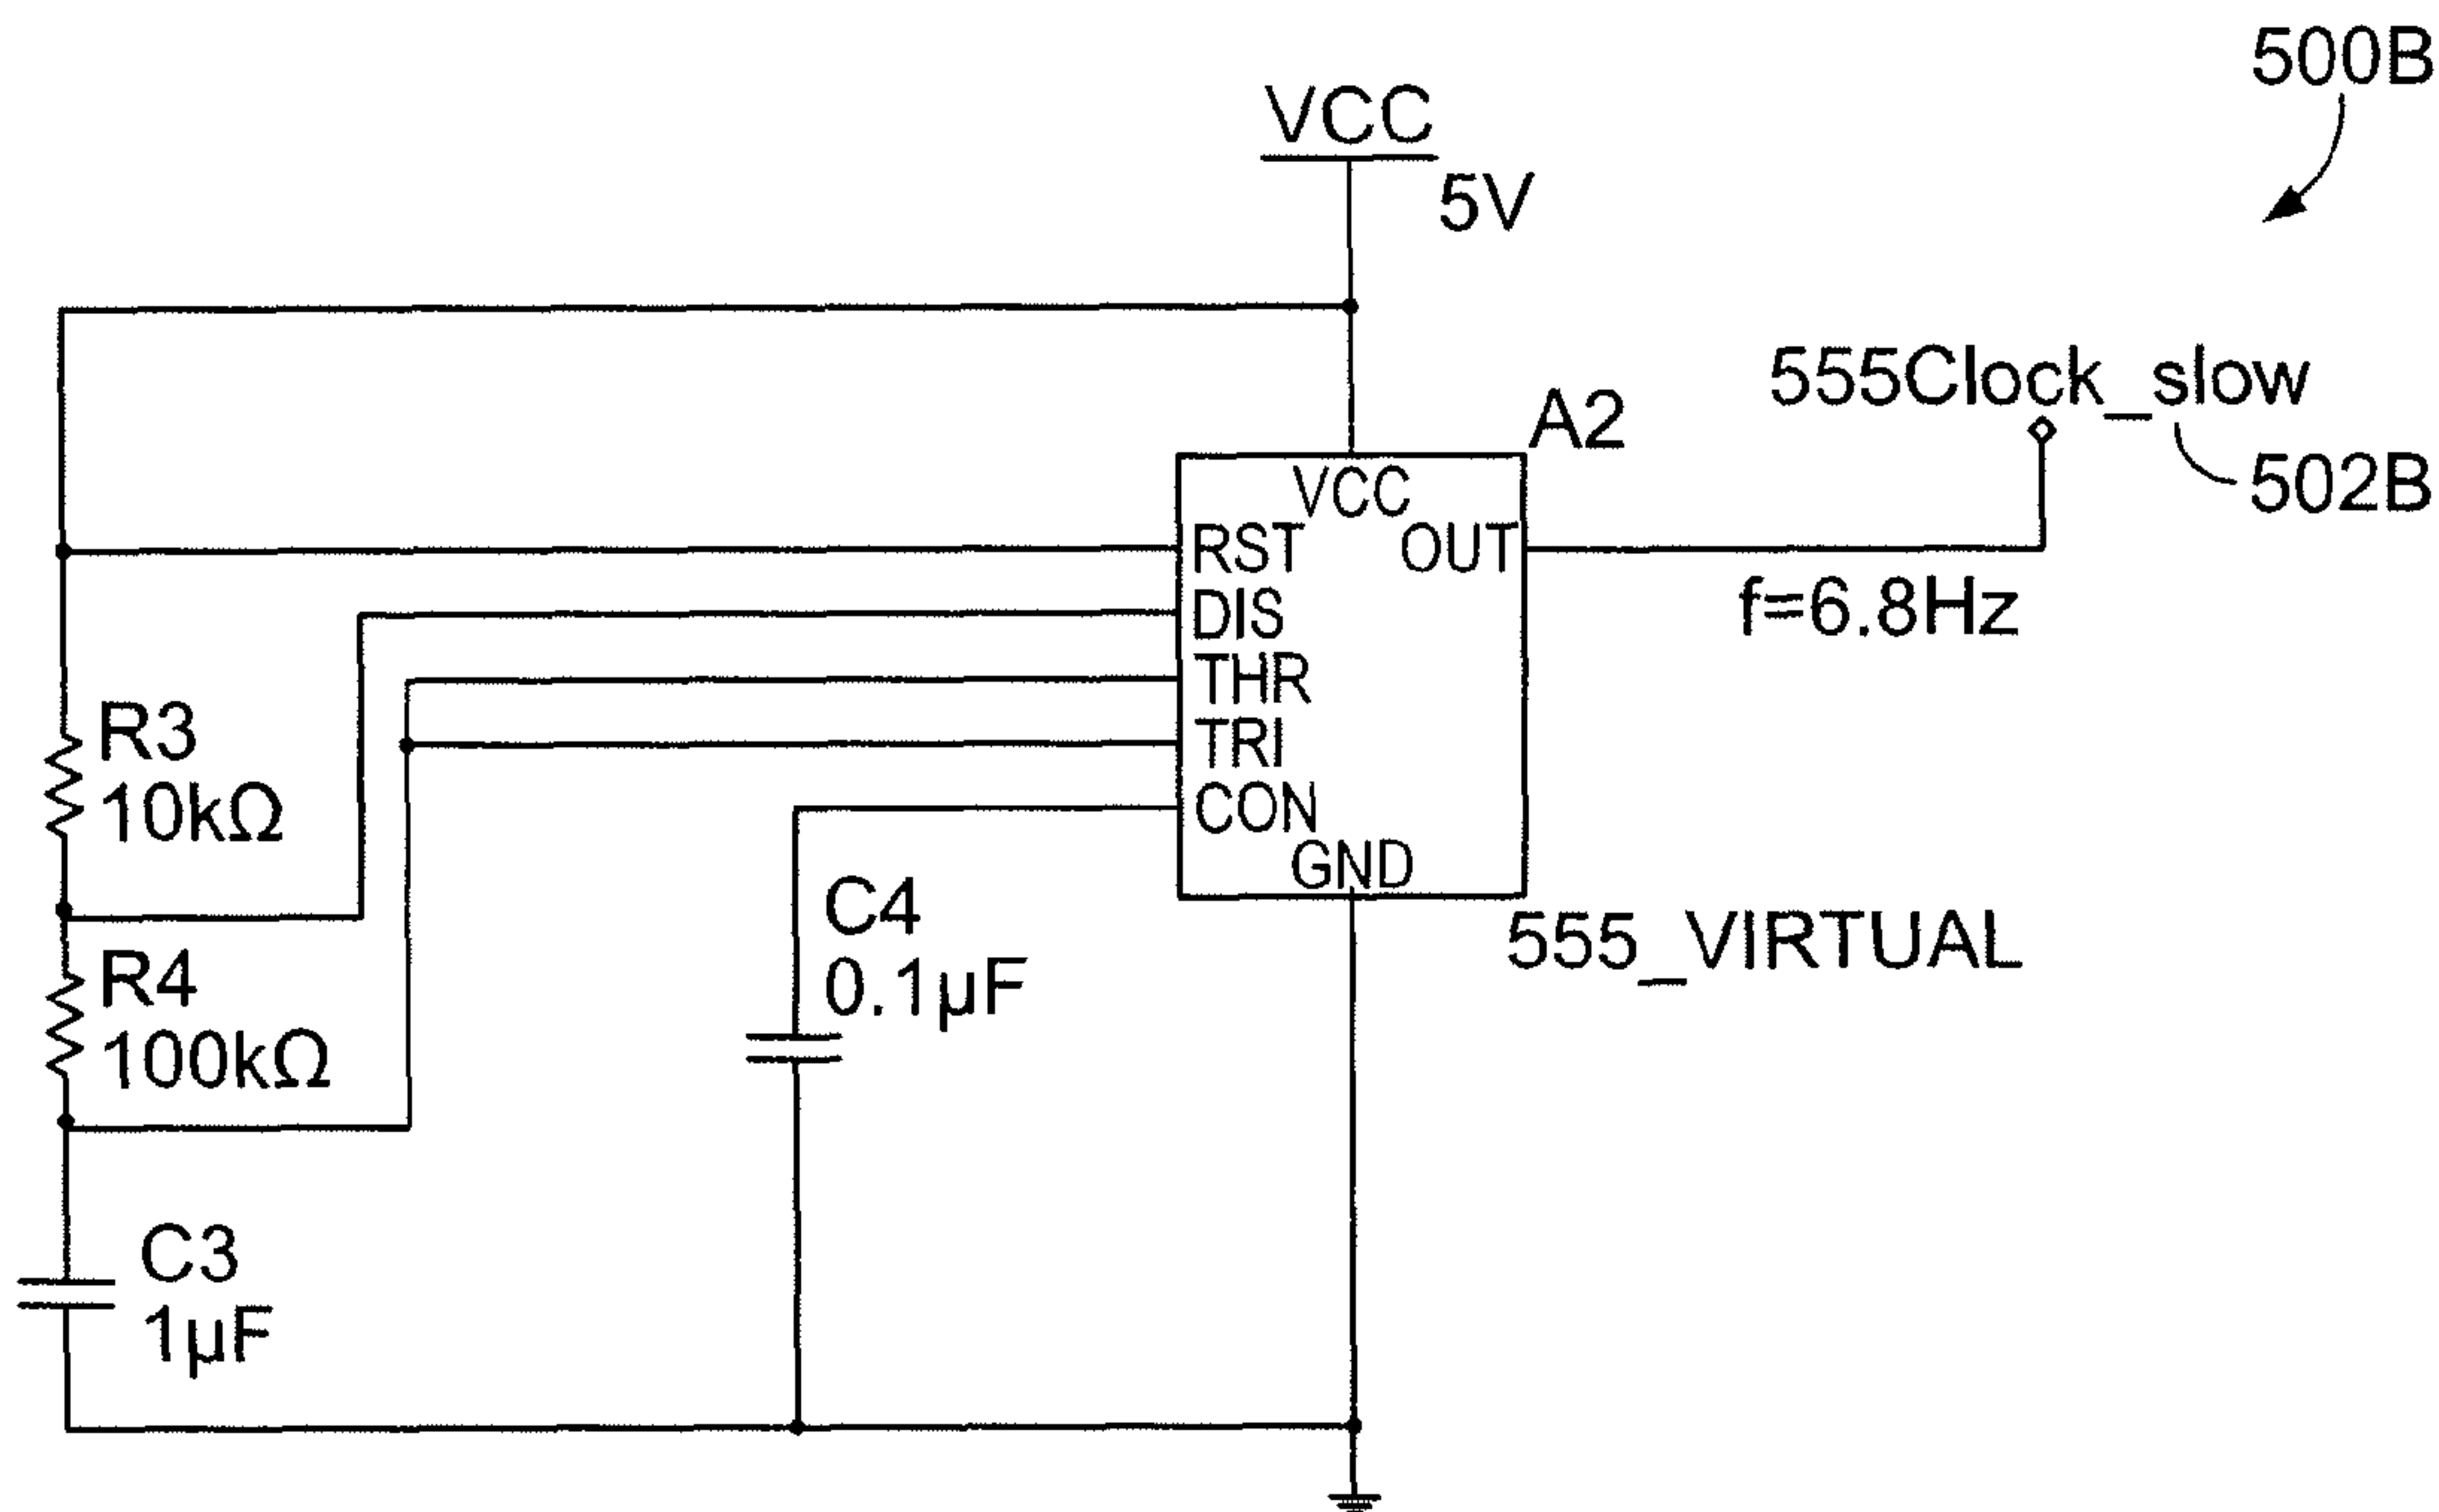 500B
VCC
5V
555Clock_slow
502B
A2
VCC
RST
OUT
DIS
THR
TRI
CON
GND
f=6.8Hz
555_VIRTUAL
R3
10kΩ
R4
100kΩ
C4
0.1µF
C3
1µF